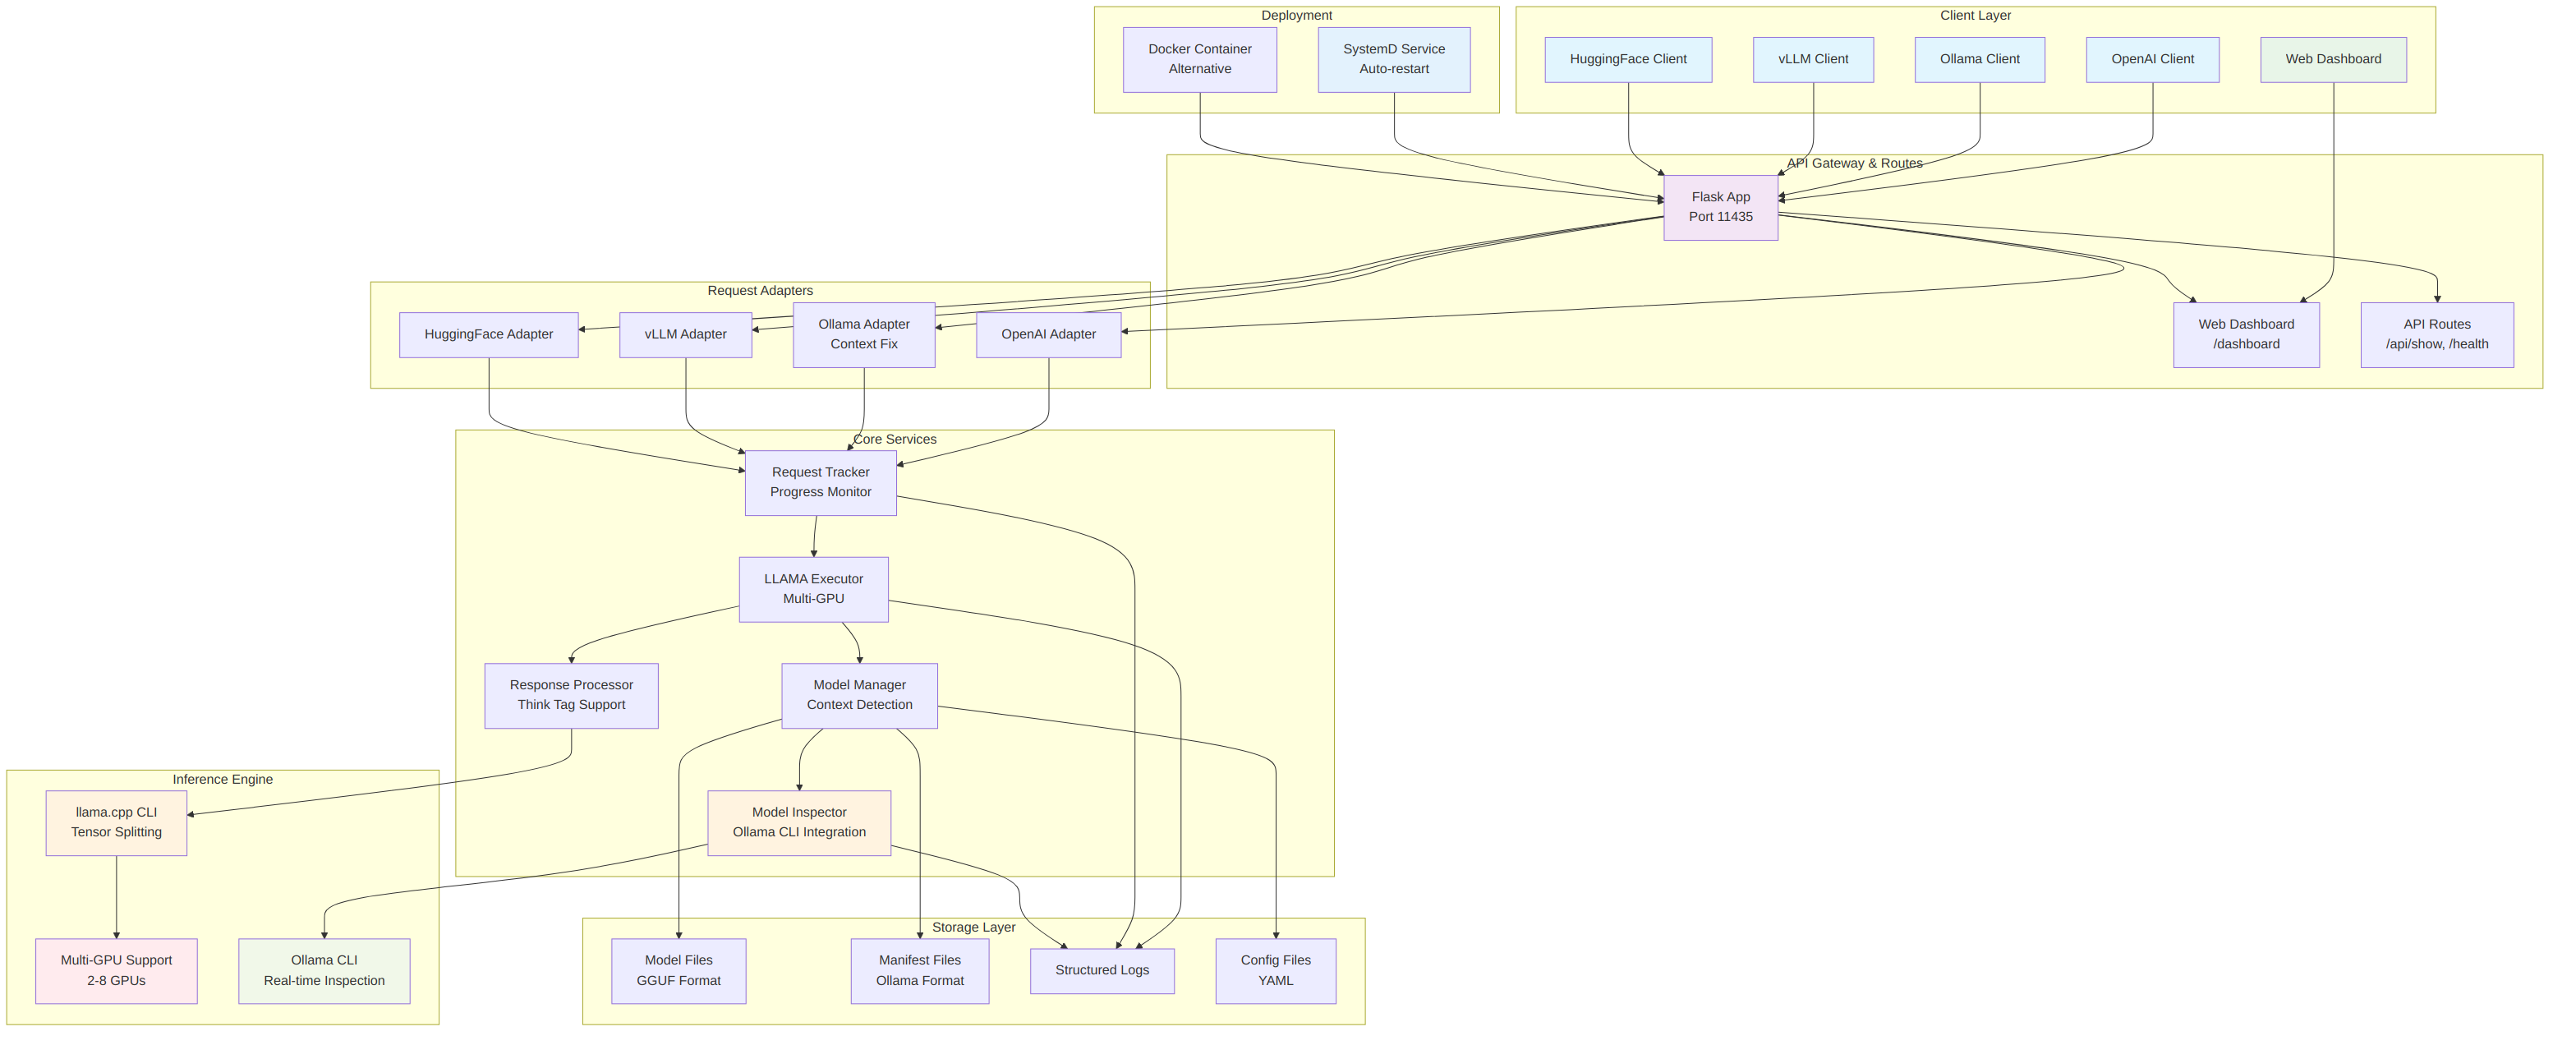 Deployment
Docker Container
Alternative
SystemD Service
Auto-restart
Client Layer
HuggingFace Client
vLLM Client
Ollama Client
OpenAI Client
Web Dashboard
API Gateway & Routes
Flask App
Port 11435
Web Dashboard
/dashboard
API Routes
/api/show, /health
Request Adapters
HuggingFace Adapter
vLLM Adapter
Ollama Adapter
Context Fix
OpenAI Adapter
Core Services
Request Tracker
Progress Monitor
LLAMA Executor
Multi-GPU
Response Processor
Think Tag Support
Model Manager
Context Detection
Model Inspector
Ollama CLI Integration
Inference Engine
llama.cpp CLI
Tensor Splitting
Multi-GPU Support
2-8 GPUs
Ollama CLI
Real-time Inspection
Storage Layer
Model Files
GGUF Format
Manifest Files
Ollama Format
Structured Logs
Config Files
YAML